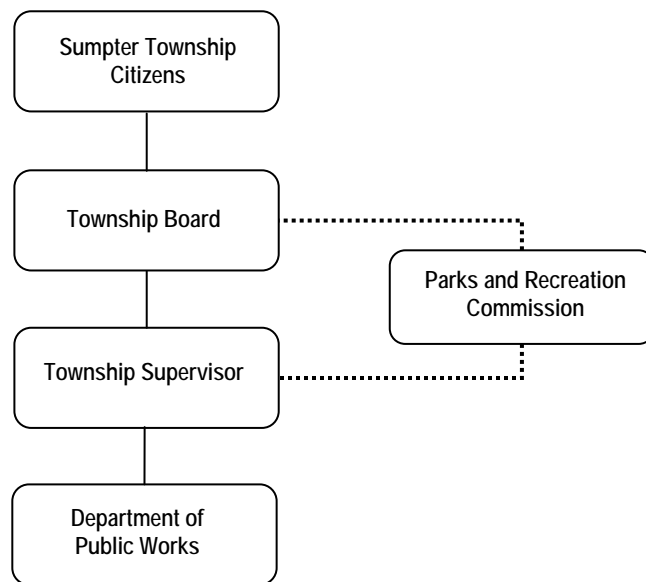 Sumpter Township
Citizens
Township Board
Parks and Recreation
Commission
Township Supervisor
Department of
Public Works